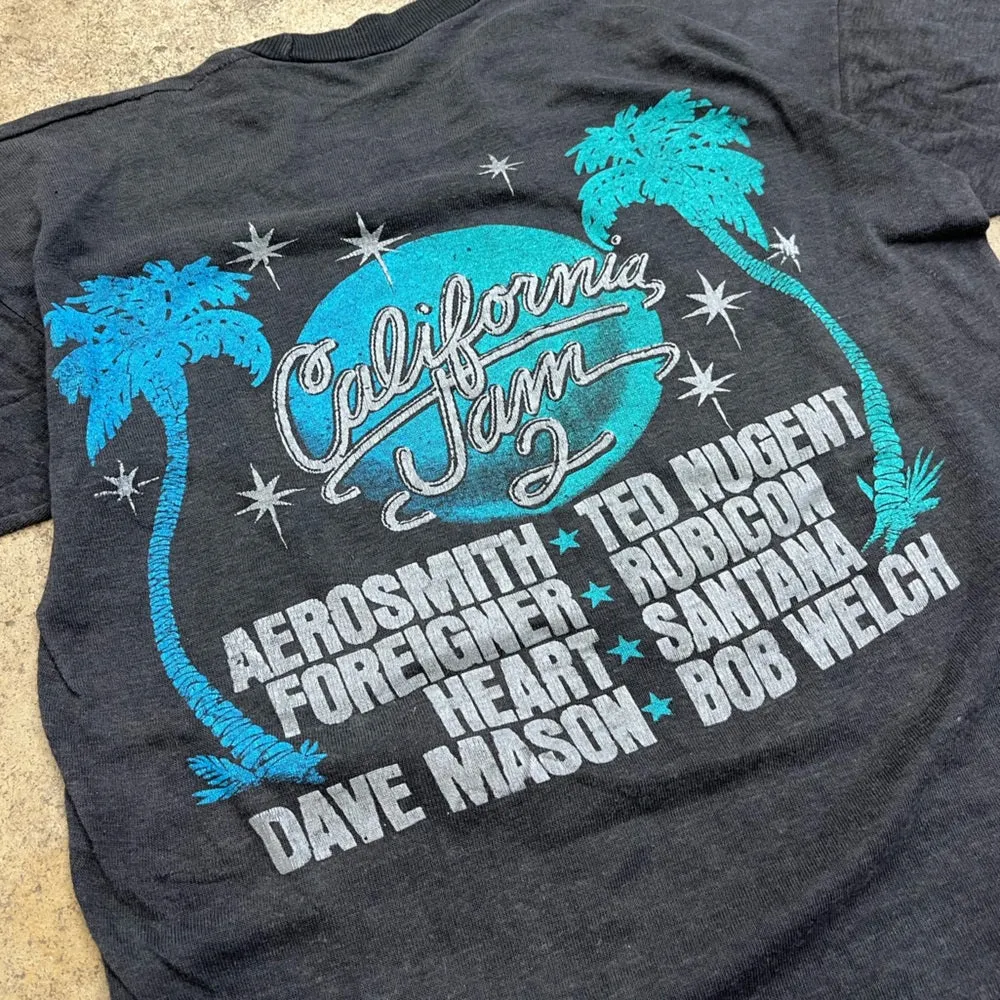 California
Jam
2
AEROSMITH ★ TED NUGENT
FOREIGNER ★ RUBICON
HEART ★ SANTANA
DAVE MASON ★ BOB WELCH